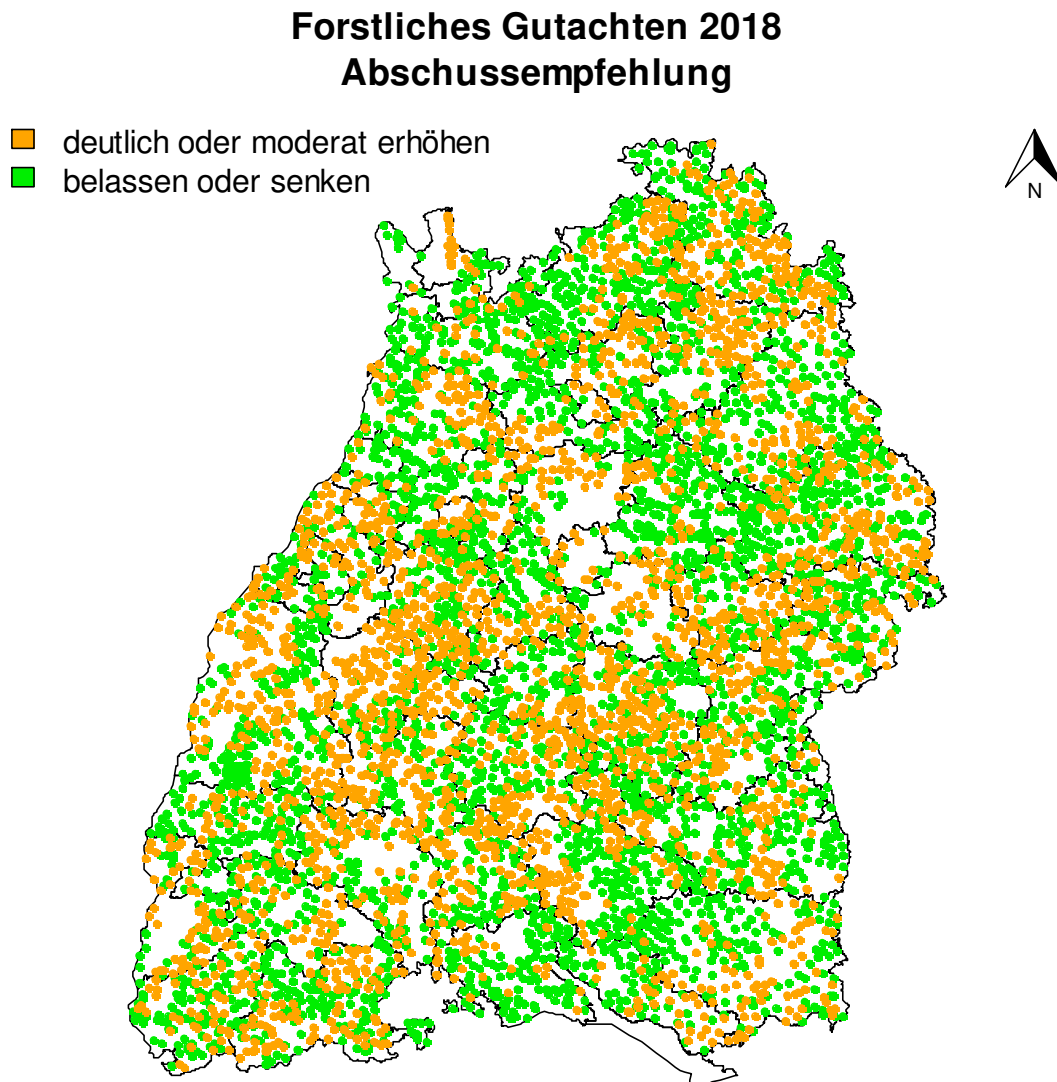 Forstliches Gutachten 2018
Abschussempfehlung
deutlich oder moderat erhöhen
belassen oder senken
N